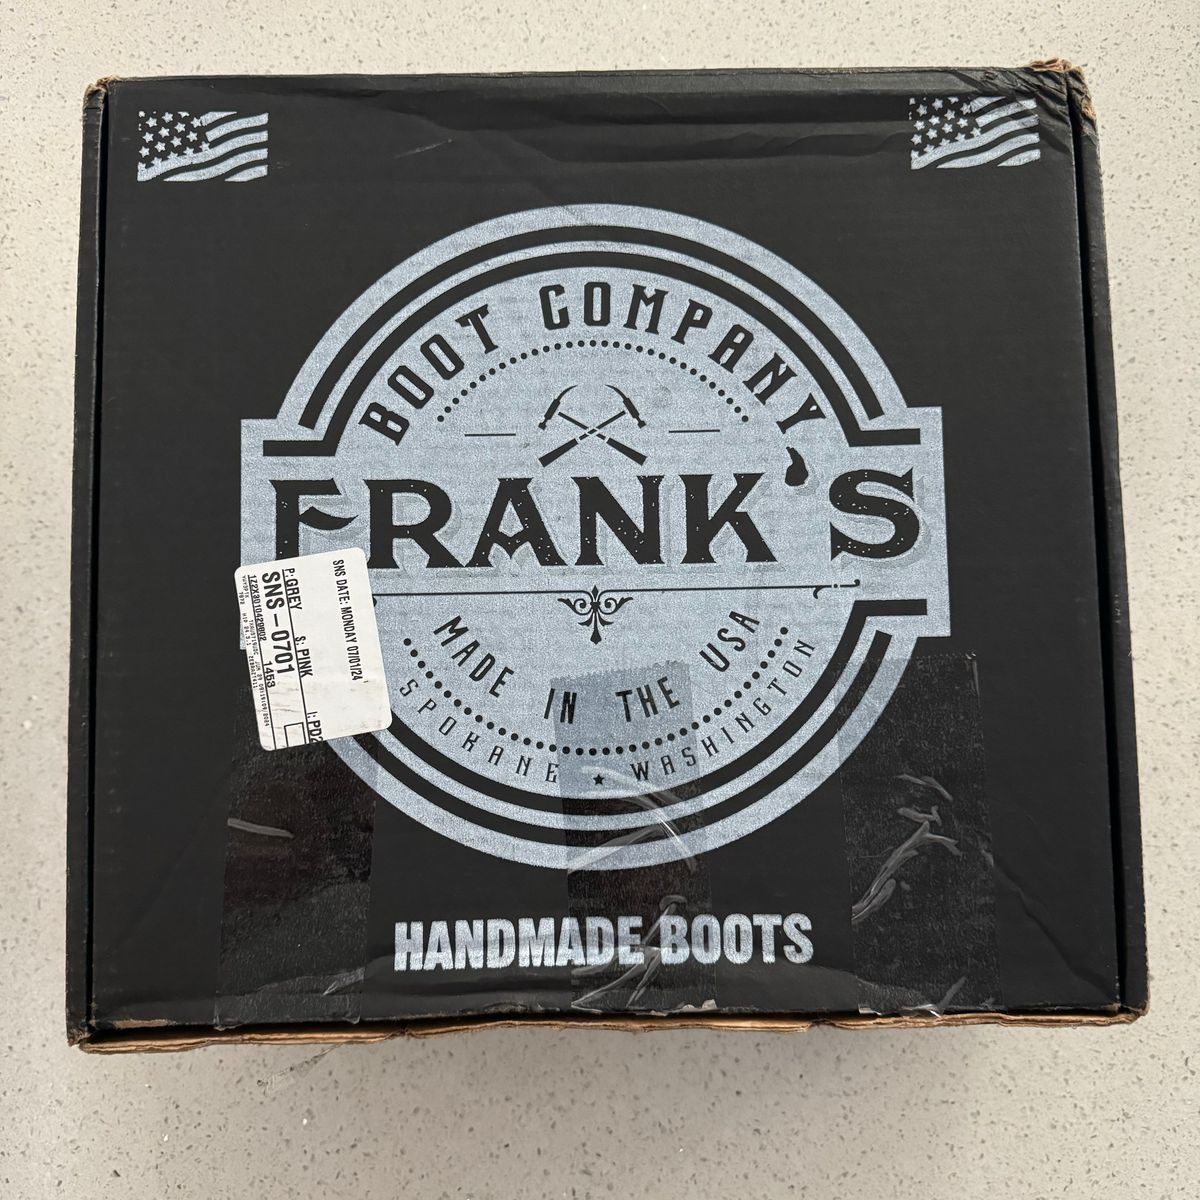 BOOT COMPANY
FRANK'S
MADE IN THE USA
SPOKANE ★ WASHINGTON
HANDMADE BOOTS
SNS DATE: MONDAY 07/01/24
P: GREY S: PINK I: PD2
SNS-0701
1453